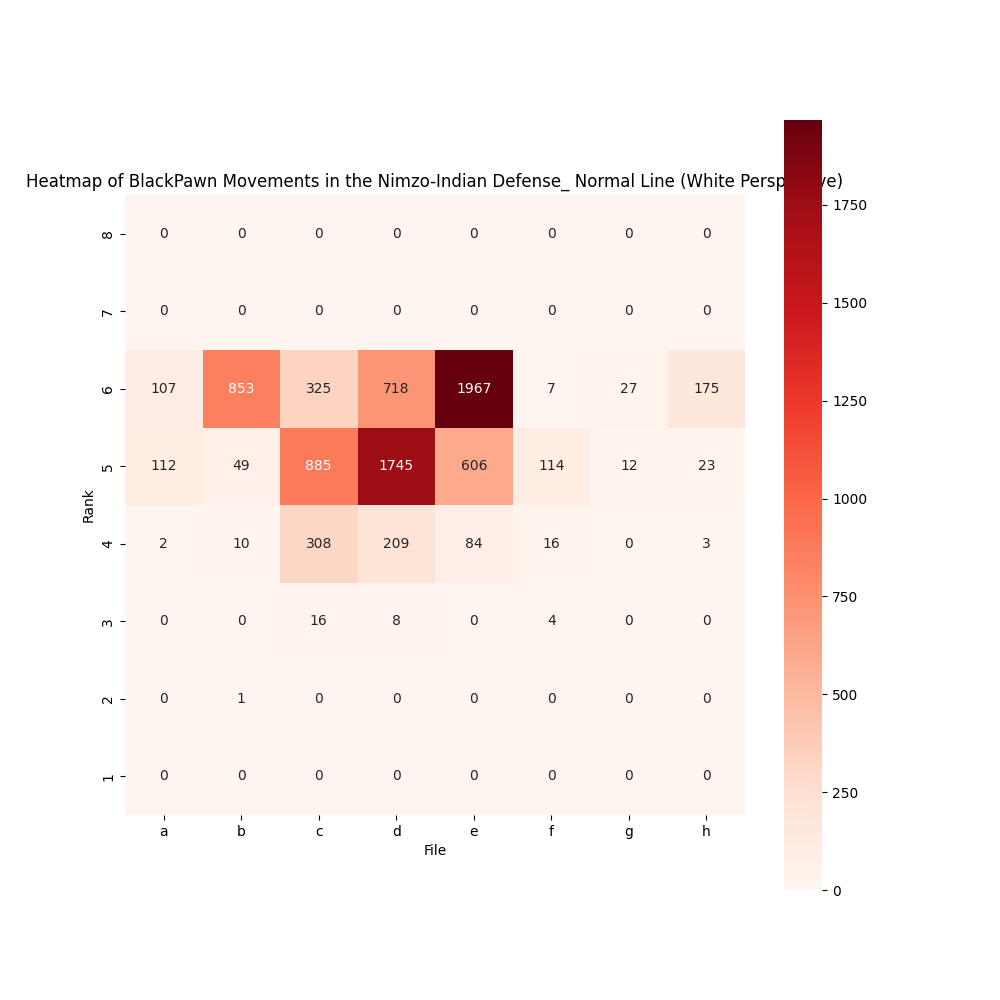 Heatmap of BlackPawn Movements in the Nimzo-Indian Defense_ Normal Line (White Perspective)
8 0 0 0 0 0 0 0 0
7 0 0 0 0 0 0 0 0
6 107 853 325 718 1967 7 27 175
5 112 49 885 1745 606 114 12 23
4 2 10 308 209 84 16 0 3
3 0 0 16 8 0 4 0 0
2 0 1 0 0 0 0 0 0
1 0 0 0 0 0 0 0 0
a b c d e f g h
Rank
File
1750
1500
1250
1000
750
500
250
0